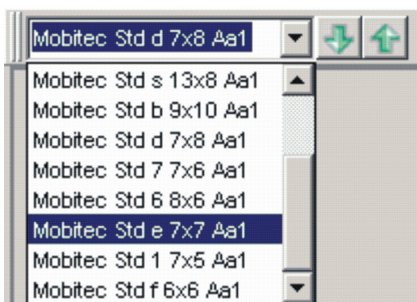 Mobitec Std d 7x8 Aa1
Mobitec Std s 13x8 Aa1
Mobitec Std b 9x10 Aa1
Mobitec Std d 7x8 Aa1
Mobitec Std 7 7x6 Aa1
Mobitec Std 6 8x6 Aa1
Mobitec Std e 7x7 Aa1
Mobitec Std 1 7x5 Aa1
Mobitec Std f 6x6 Aa1